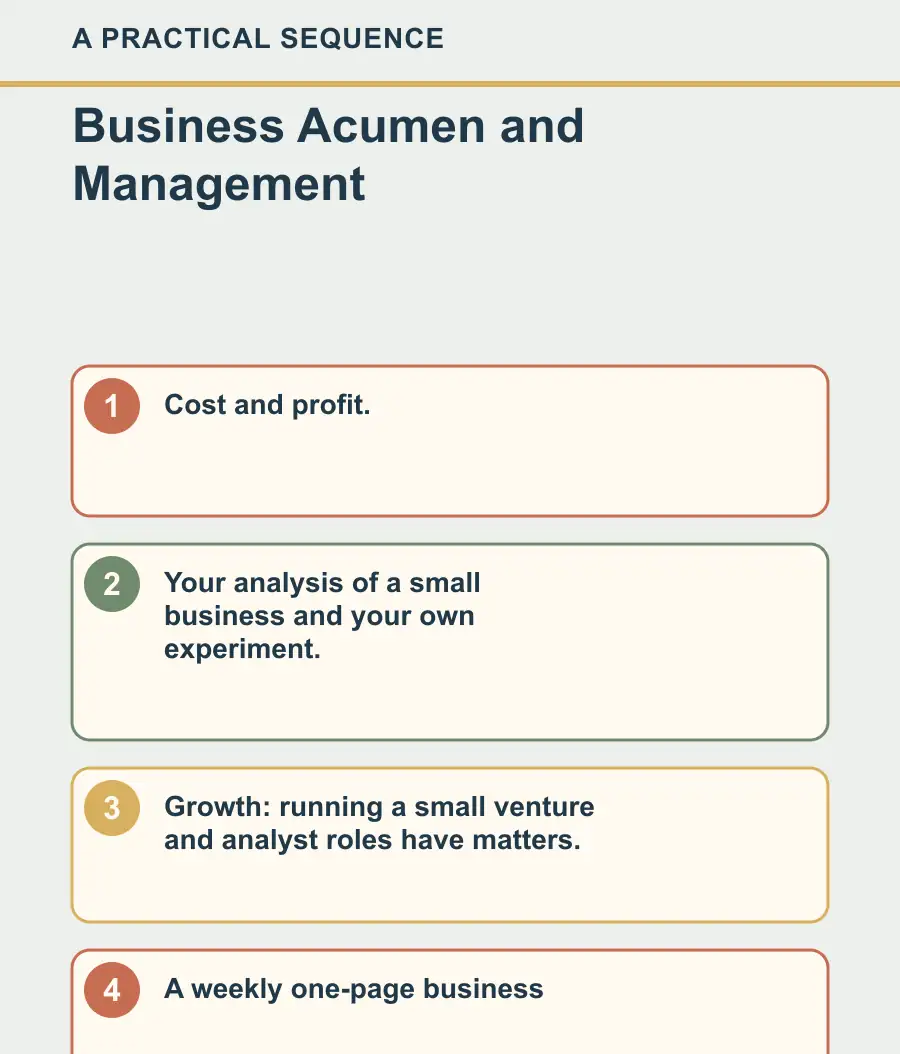 A PRACTICAL SEQUENCE
Business Acumen and
Management
1
Cost and profit.
2
Your analysis of a small
business and your own
experiment.
3
Growth: running a small venture
and analyst roles have matters.
4
A weekly one-page business